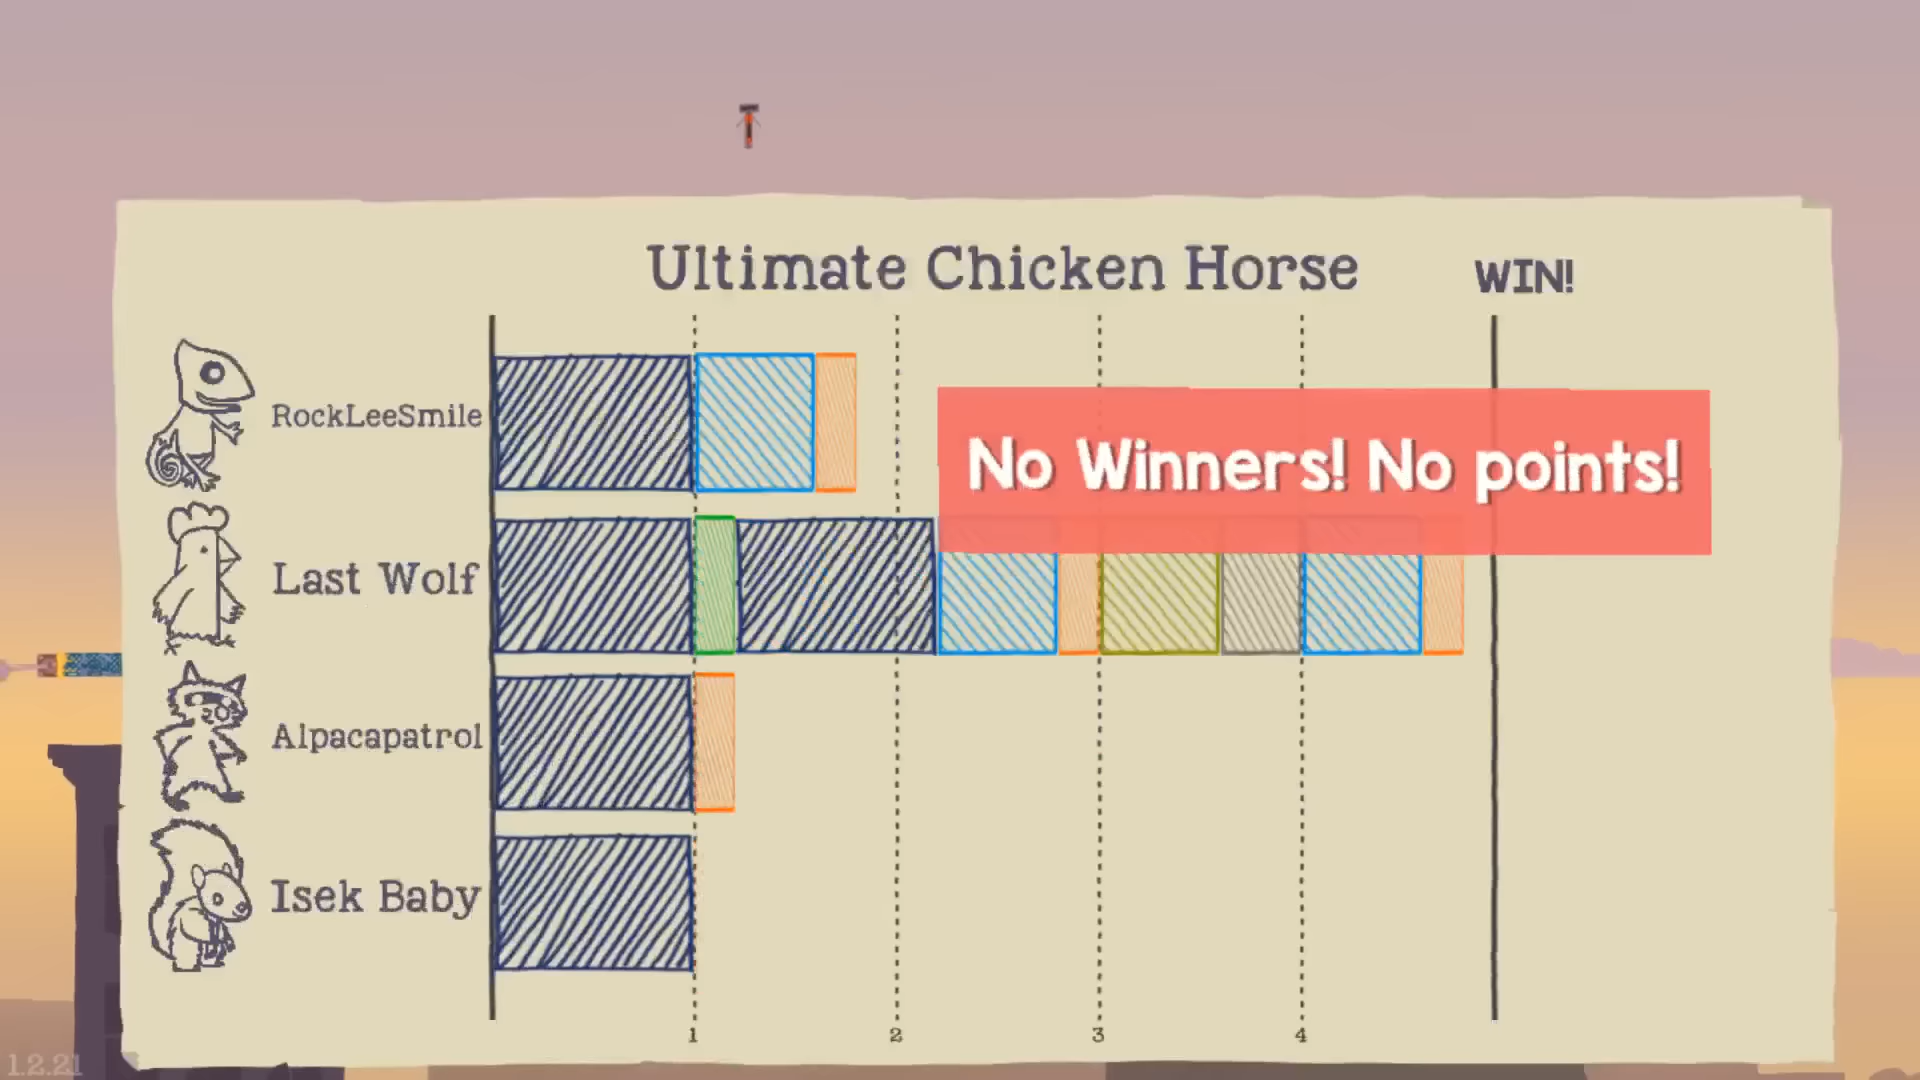 Ultimate Chicken Horse
WIN!
RockLeeSmile
No Winners! No points!
Last Wolf
Alpacapatrol
Isek Baby
1 2 3 4
1.2.21